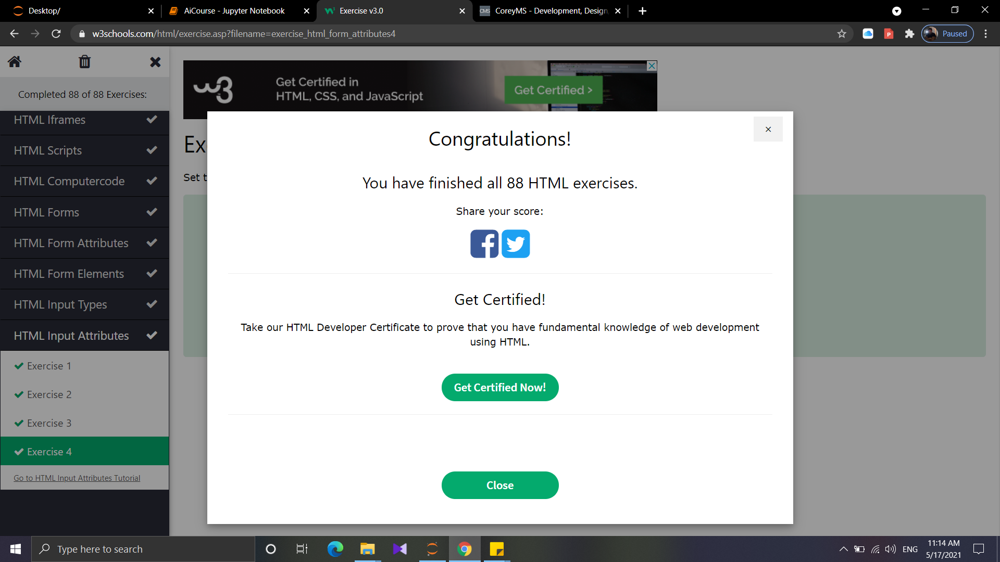 Desktop/
AiCourse - Jupyter Notebook
Exercise v3.0
CMS
CoreyMS - Development, Design,
w3schools.com/html/exercise.asp?filename=exercise_html_form_attributes4
P
Paused
Completed 88 of 88 Exercises:
HTML Iframes
HTML Scripts
HTML Computercode
HTML Forms
HTML Form Attributes
HTML Form Elements
HTML Input Types
HTML Input Attributes
Exercise 1
Exercise 2
Exercise 3
Exercise 4
Go to HTML Input Attributes Tutorial
w3
Get Certified in
HTML, CSS, and JavaScript
Get Certified >
Ex
Set t
Congratulations!
×
You have finished all 88 HTML exercises.
Share your score:
Get Certified!
Take our HTML Developer Certificate to prove that you have fundamental knowledge of web development
using HTML.
Get Certified Now!
Close
Type here to search
ENG
11:14 AM
5/17/2021